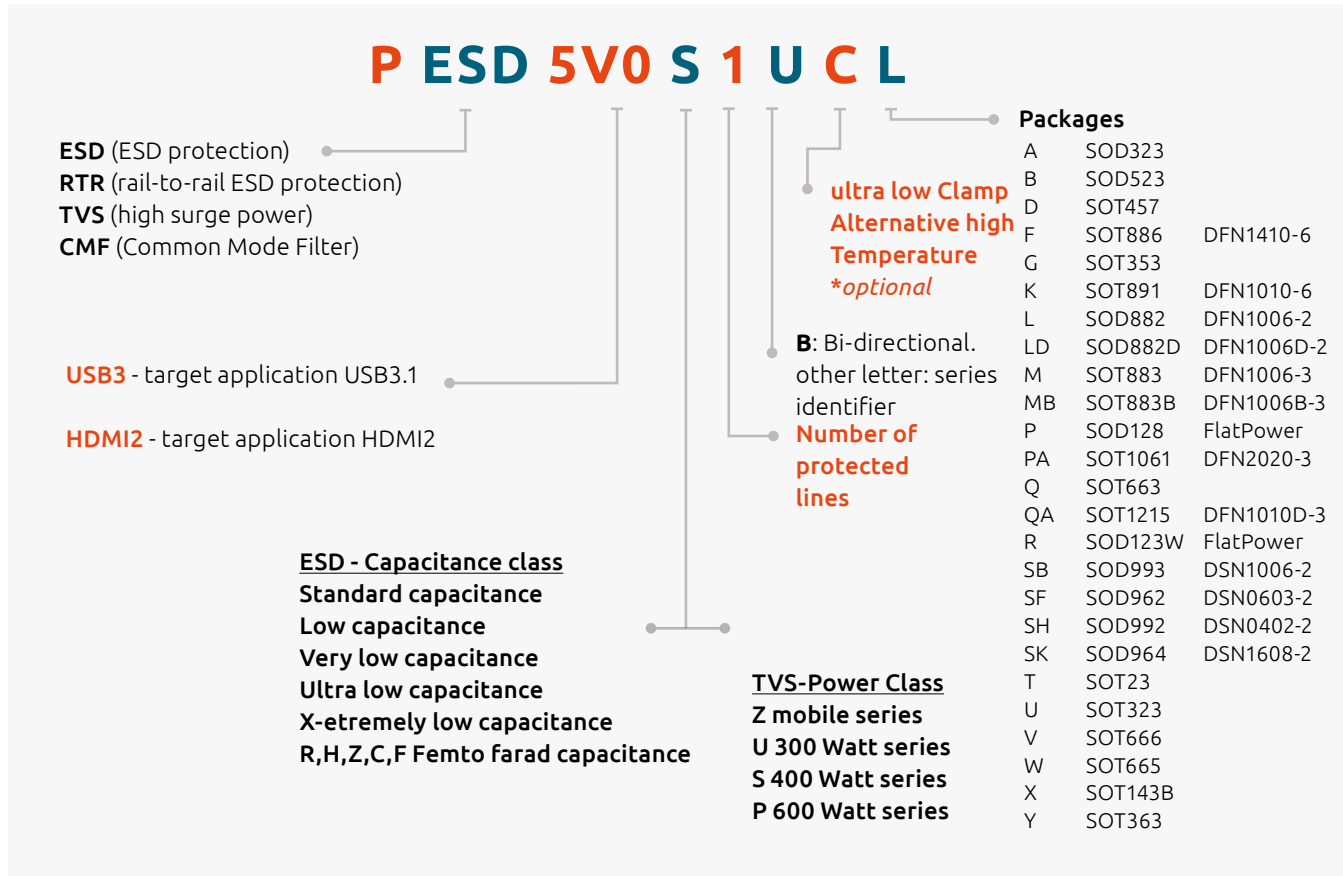 P ESD 5V0 S 1 U C L
ESD (ESD protection)
RTR (rail-to-rail ESD protection)
TVS (high surge power)
CMF (Common Mode Filter)
USB3 - target application USB3.1
HDMI2 - target application HDMI2
ESD - Capacitance class
Standard capacitance
Low capacitance
Very low capacitance
Ultra low capacitance
X-etremely low capacitance
R,H,Z,C,F Femto farad capacitance
TVS-Power Class
Z mobile series
U 300 Watt series
S 400 Watt series
P 600 Watt series
Number of
protected
lines
B: Bi-directional.
other letter: series
identifier
ultra low Clamp
Alternative high
Temperature
*optional
Packages
A SOD323
B SOD523
D SOT457
F SOT886 DFN1410-6
G SOT353
K SOT891 DFN1010-6
L SOD882 DFN1006-2
LD SOD882D DFN1006D-2
M SOT883 DFN1006-3
MB SOT883B DFN1006B-3
P SOD128 FlatPower
PA SOT1061 DFN2020-3
Q SOT663
QA SOT1215 DFN1010D-3
R SOD123W FlatPower
SB SOD993 DSN1006-2
SF SOD962 DSN0603-2
SH SOD992 DSN0402-2
SK SOD964 DSN1608-2
T SOT23
U SOT323
V SOT666
W SOT665
X SOT143B
Y SOT363